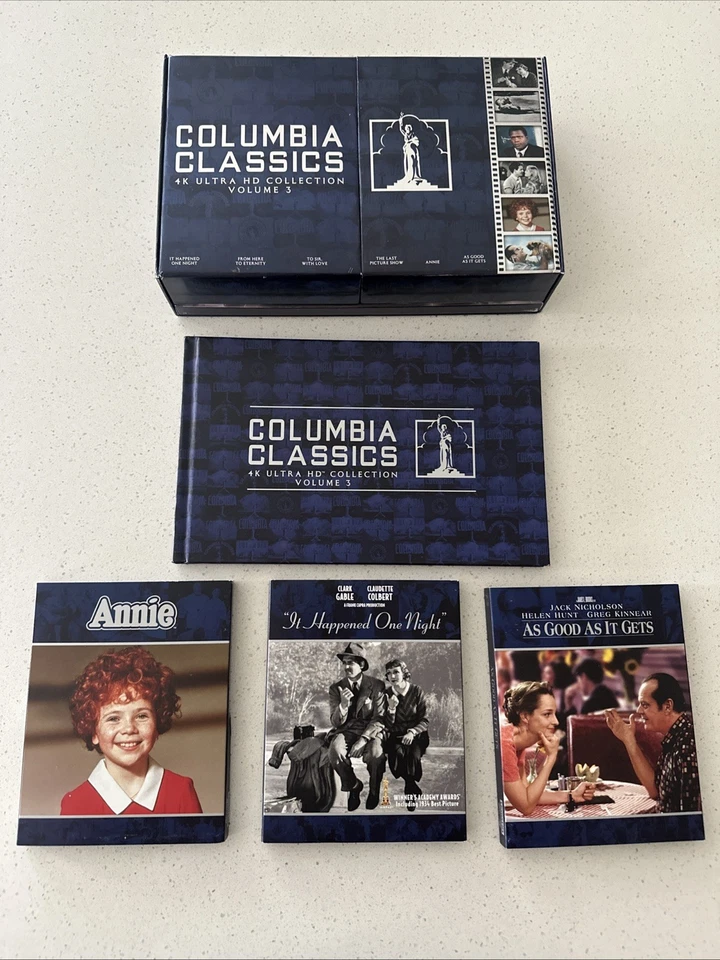 COLUMBIA
CLASSICS
4K ULTRA HD COLLECTION
VOLUME 3
IT HAPPENED
ONE NIGHT
FROM HERE
TO ETERNITY
TO SIR,
WITH LOVE
THE LAST
PICTURE SHOW
ANNIE
AS GOOD
AS IT GETS
COLUMBIA
CLASSICS
4K ULTRA HD™ COLLECTION
VOLUME 3
Annie
CLARK
GABLE
CLAUDETTE
COLBERT
A FRANK CAPRA PRODUCTION
"It Happened One Night"
WINNER 5 ACADEMY AWARDS®
Including 1934 Best Picture
JACK NICHOLSON
HELEN HUNT GREG KINNEAR
AS GOOD AS IT GETS